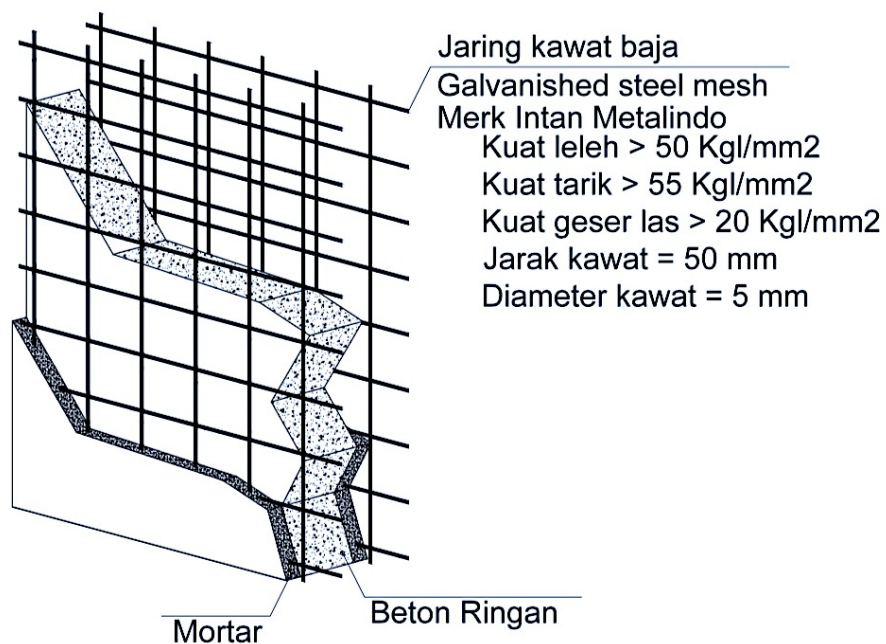 Jaring kawat baja
Galvanished steel mesh
Merk Intan Metalindo
Kuat leleh > 50 Kgl/mm2
Kuat tarik > 55 Kgl/mm2
Kuat geser las > 20 Kgl/mm2
Jarak kawat = 50 mm
Diameter kawat = 5 mm
Beton Ringan
Mortar